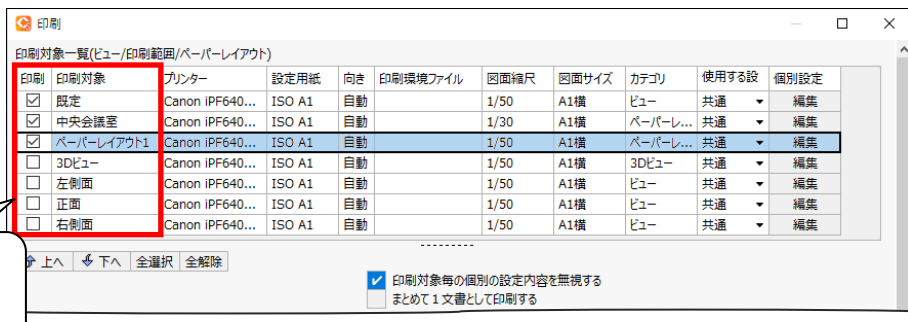 印刷
印刷対象一覧(ビュー/印刷範囲/ペーパーレイアウト)
印刷 印刷対象 プリンター 設定用紙 向き 印刷環境ファイル 図面縮尺 図面サイズ カテゴリ 使用する設 個別設定
既定 Canon iPF640... ISO A1 自動 1/50 A1横 ビュー 共通 編集
中央会議室 Canon iPF640... ISO A1 自動 1/30 A1横 ペーパーレ... 共通 編集
ペーパーレイアウト1 Canon iPF640... ISO A1 自動 1/50 A1横 ペーパーレ... 共通 編集
3Dビュー Canon iPF640... ISO A1 自動 1/50 A1横 3Dビュー 共通 編集
左側面 Canon iPF640... ISO A1 自動 1/50 A1横 ビュー 共通 編集
正面 Canon iPF640... ISO A1 自動 1/50 A1横 ビュー 共通 編集
右側面 Canon iPF640... ISO A1 自動 1/50 A1横 ビュー 共通 編集
上へ 下へ 全選択 全解除
印刷対象毎の個別の設定内容を無視する
まとめて1文書として印刷する